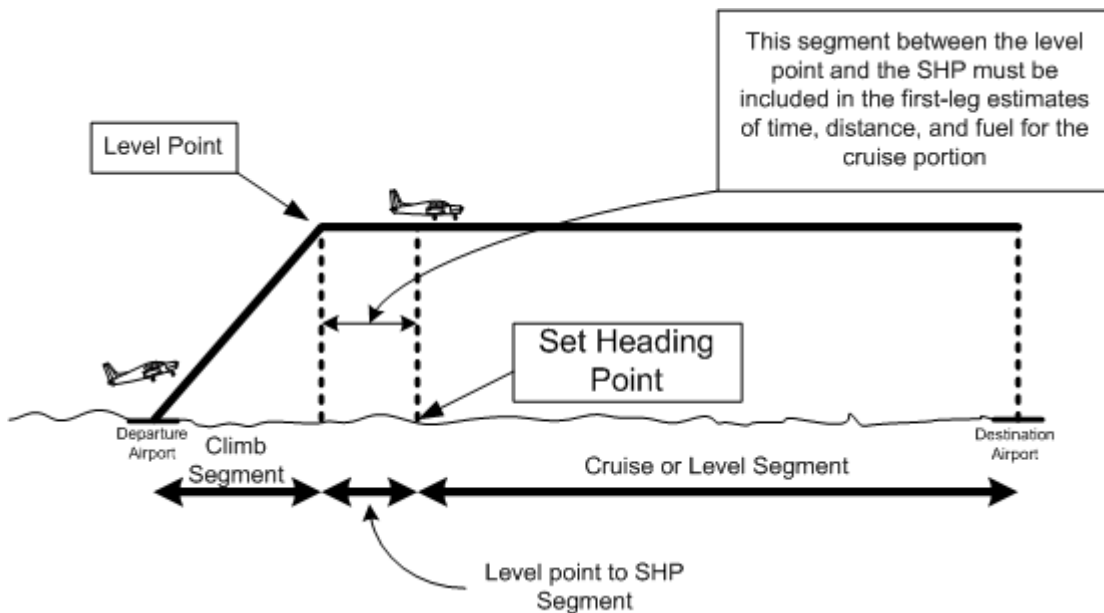 This segment between the level
point and the SHP must be
included in the first-leg estimates
of time, distance, and fuel for the
cruise portion
Level Point
Set Heading
Point
Departure
Airport
Climb
Segment
Cruise or Level Segment
Destination
Airport
Level point to SHP
Segment